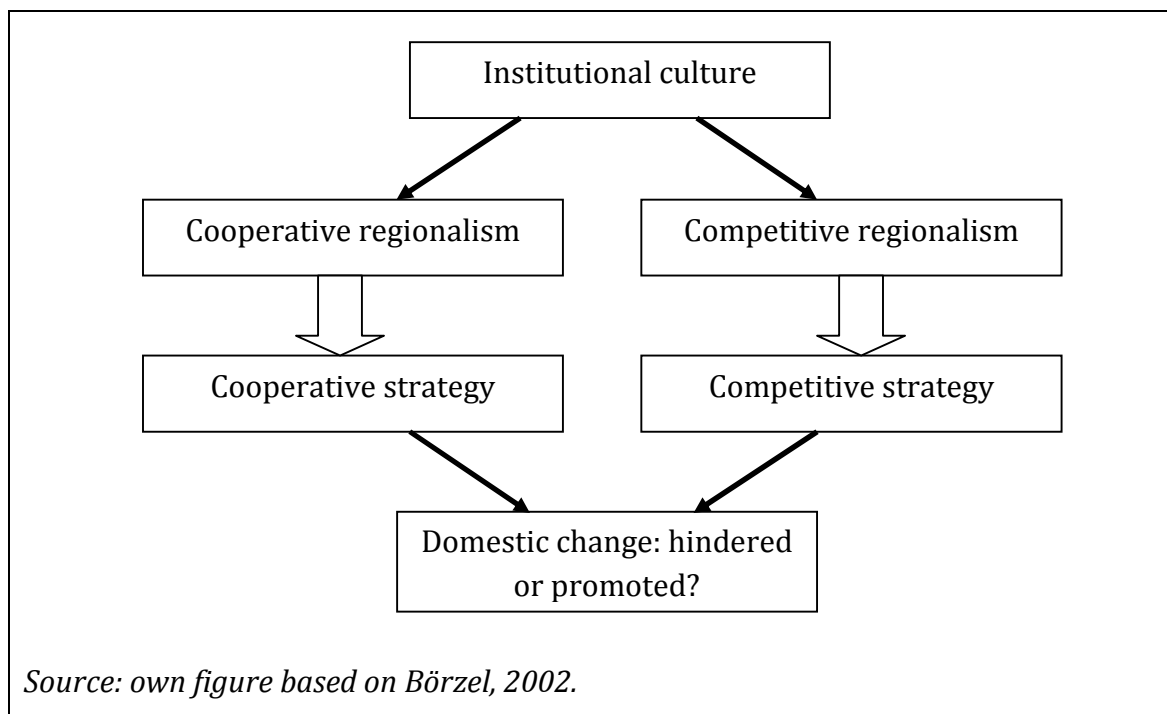 Institutional culture
Cooperative regionalism
Competitive regionalism
Cooperative strategy
Competitive strategy
Domestic change: hindered
or promoted?
Source: own figure based on Börzel, 2002.